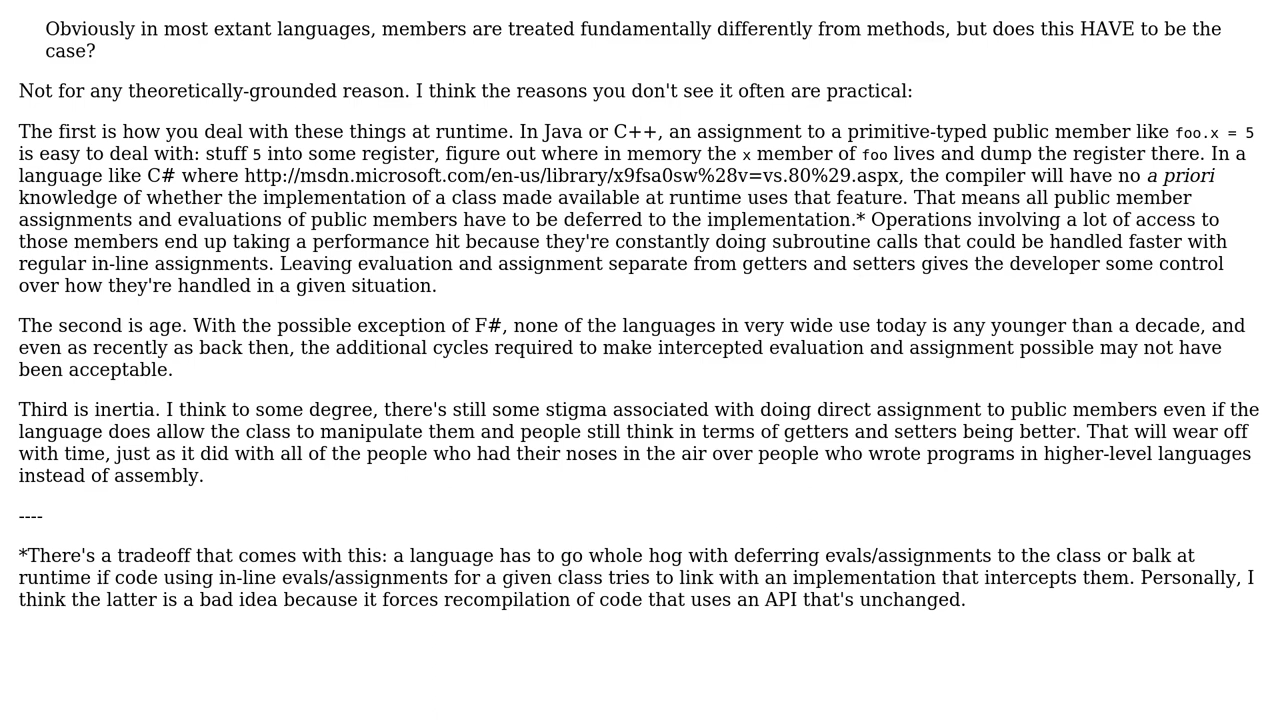 Obviously in most extant languages, members are treated fundamentally differently from methods, but does this HAVE to be the
case?
Not for any theoretically-grounded reason. I think the reasons you don't see it often are practical:
The first is how you deal with these things at runtime. In Java or C++, an assignment to a primitive-typed public member like foo.x = 5
is easy to deal with: stuff 5 into some register, figure out where in memory the x member of foo lives and dump the register there. In a
language like C# where http://msdn.microsoft.com/en-us/library/x9fsa0sw%28v=vs.80%29.aspx, the compiler will have no a priori
knowledge of whether the implementation of a class made available at runtime uses that feature. That means all public member
assignments and evaluations of public members have to be deferred to the implementation.* Operations involving a lot of access to
those members end up taking a performance hit because they're constantly doing subroutine calls that could be handled faster with
regular in-line assignments. Leaving evaluation and assignment separate from getters and setters gives the developer some control
over how they're handled in a given situation.
The second is age. With the possible exception of F#, none of the languages in very wide use today is any younger than a decade, and
even as recently as back then, the additional cycles required to make intercepted evaluation and assignment possible may not have
been acceptable.
Third is inertia. I think to some degree, there's still some stigma associated with doing direct assignment to public members even if the
language does allow the class to manipulate them and people still think in terms of getters and setters being better. That will wear off
with time, just as it did with all of the people who had their noses in the air over people who wrote programs in higher-level languages
instead of assembly.
----
*There's a tradeoff that comes with this: a language has to go whole hog with deferring evals/assignments to the class or balk at
runtime if code using in-line evals/assignments for a given class tries to link with an implementation that intercepts them. Personally, I
think the latter is a bad idea because it forces recompilation of code that uses an API that's unchanged.